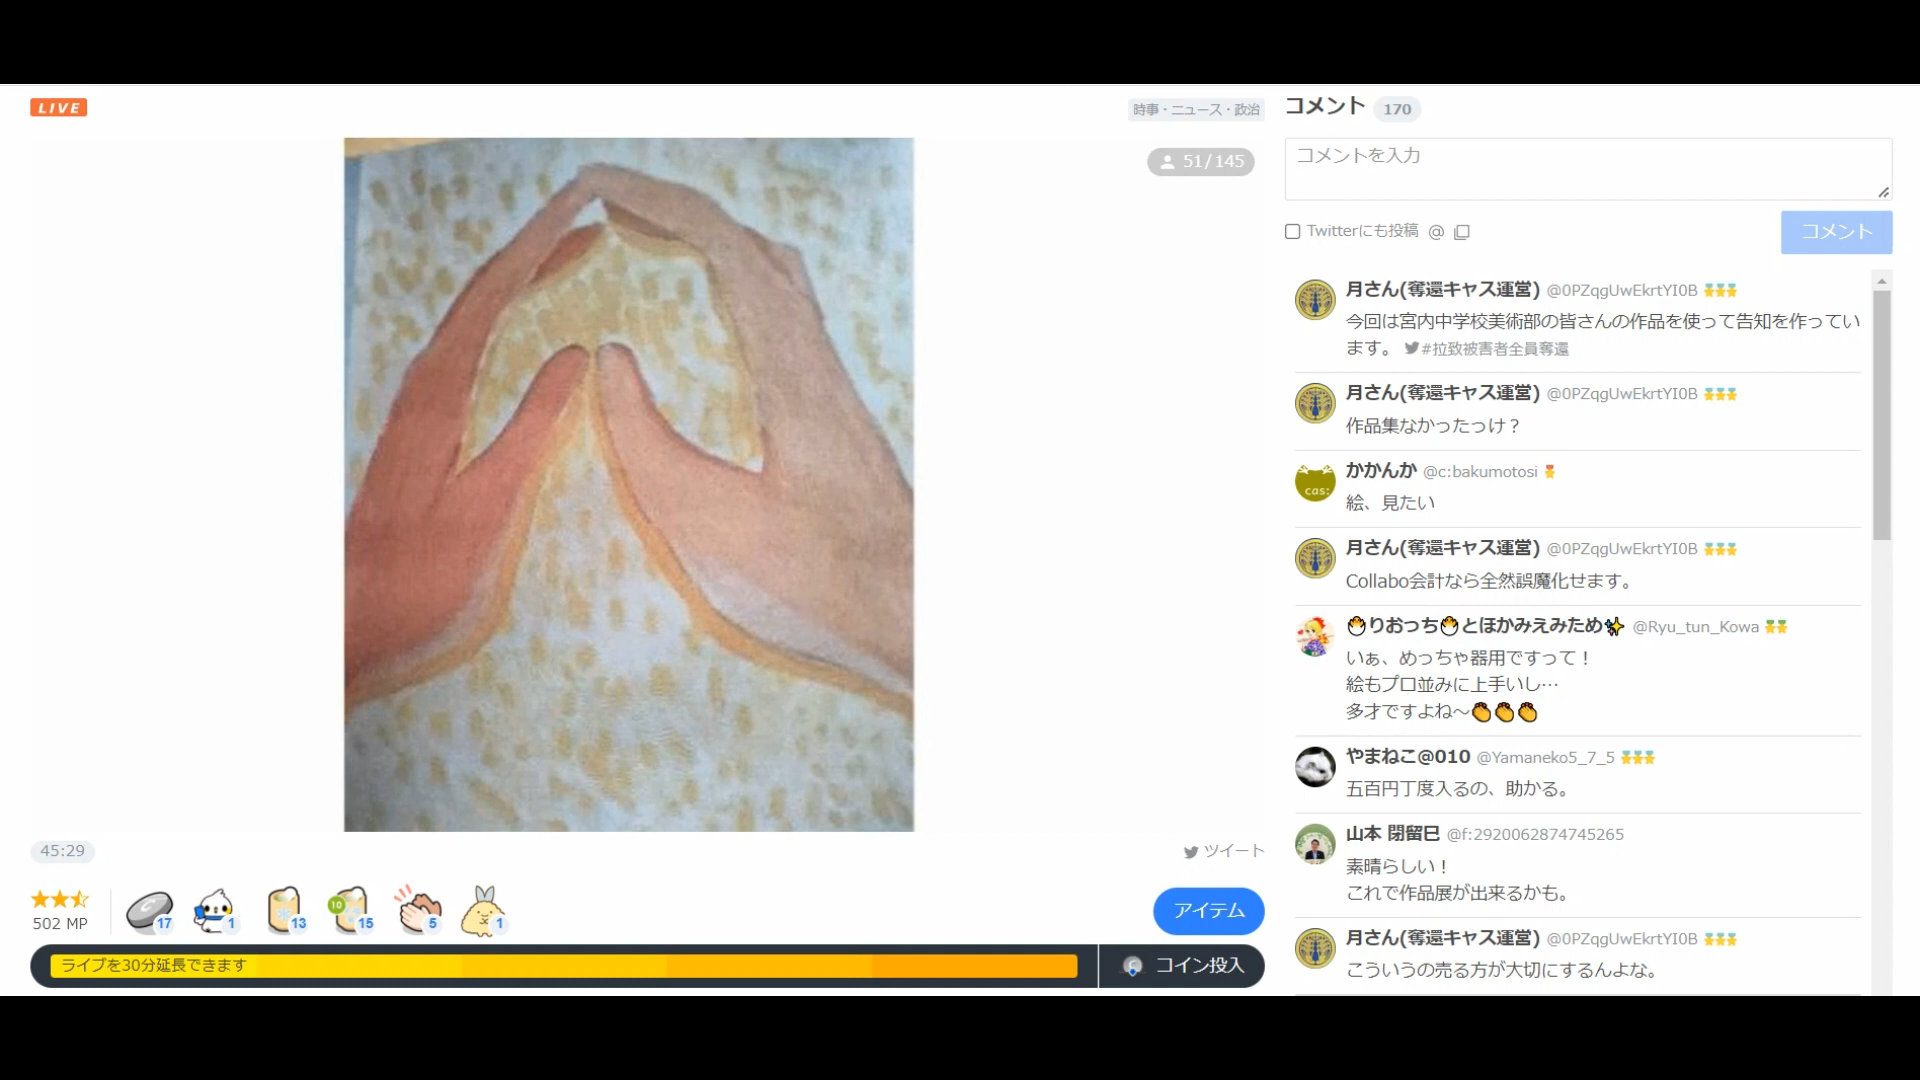 LIVE
時事・ニュース・政治
51/145
45:29
ツイート
502 MP
17
1
13
10
15
5
1
アイテム
ライブを30分延長できます
コイン投入
コメント 170
コメントを入力
Twitterにも投稿 @
コメント
月さん(奪還キャス運営) @0PZqgUwEkrtYI0B
今回は宮内中学校美術部の皆さんの作品を使って告知を作ってい
ます。 #拉致被害者全員奪還
月さん(奪還キャス運営) @0PZqgUwEkrtYI0B
作品集なかったっけ？
cas:
かかんか @c:bakumotosi
絵、見たい
月さん(奪還キャス運営) @0PZqgUwEkrtYI0B
Collabo会計なら全然誤魔化せます。
🐣りおっち🐣とほかみえみため✨ @Ryu_tun_Kowa
いぁ、めっちゃ器用ですって！
絵もプロ並みに上手いし…
多才ですよね〜👏👏👏
やまねこ@010 @Yamaneko5_7_5
五百円丁度入るの、助かる。
山本 閉留巳 @f:2920062874745265
素晴らしい！
これで作品展が出来るかも。
月さん(奪還キャス運営) @0PZqgUwEkrtYI0B
こういうの売る方が大切にするんよな。